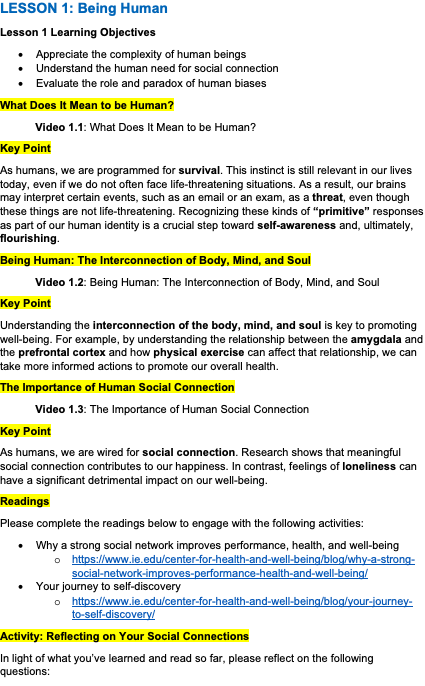 LESSON 1: Being Human
Lesson 1 Learning Objectives
• Appreciate the complexity of human beings
• Understand the human need for social connection
• Evaluate the role and paradox of human biases
What Does It Mean to be Human?
Video 1.1: What Does It Mean to be Human?
Key Point
As humans, we are programmed for survival. This instinct is still relevant in our lives
today, even if we do not often face life-threatening situations. As a result, our brains
may interpret certain events, such as an email or an exam, as a threat, even though
these things are not life-threatening. Recognizing these kinds of “primitive” responses
as part of our human identity is a crucial step toward self-awareness and, ultimately,
flourishing.
Being Human: The Interconnection of Body, Mind, and Soul
Video 1.2: Being Human: The Interconnection of Body, Mind, and Soul
Key Point
Understanding the interconnection of the body, mind, and soul is key to promoting
well-being. For example, by understanding the relationship between the amygdala and
the prefrontal cortex and how physical exercise can affect that relationship, we can
take more informed actions to promote our overall health.
The Importance of Human Social Connection
Video 1.3: The Importance of Human Social Connection
Key Point
As humans, we are wired for social connection. Research shows that meaningful
social connection contributes to our happiness. In contrast, feelings of loneliness can
have a significant detrimental impact on our well-being.
Readings
Please complete the readings below to engage with the following activities:
• Why a strong social network improves performance, health, and well-being
o https://www.ie.edu/center-for-health-and-well-being/blog/why-a-strong-
social-network-improves-performance-health-and-well-being/
• Your journey to self-discovery
o https://www.ie.edu/center-for-health-and-well-being/blog/your-journey-
to-self-discovery/
Activity: Reflecting on Your Social Connections
In light of what you’ve learned and read so far, please reflect on the following
questions: